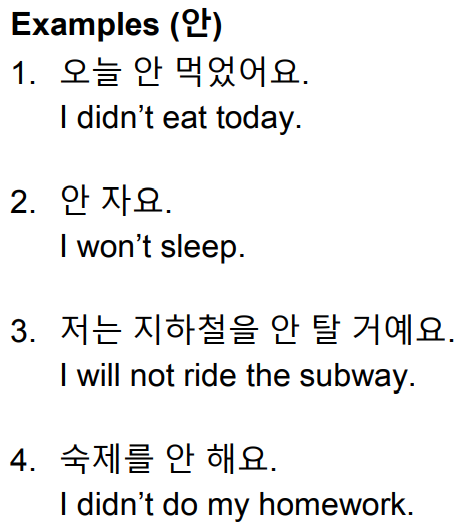 Examples (안)
1. 오늘 안 먹었어요.
I didn't eat today.
2. 안 자요.
I won't sleep.
3. 저는 지하철을 안 탈 거예요.
I will not ride the subway.
4. 숙제를 안 해요.
I didn't do my homework.